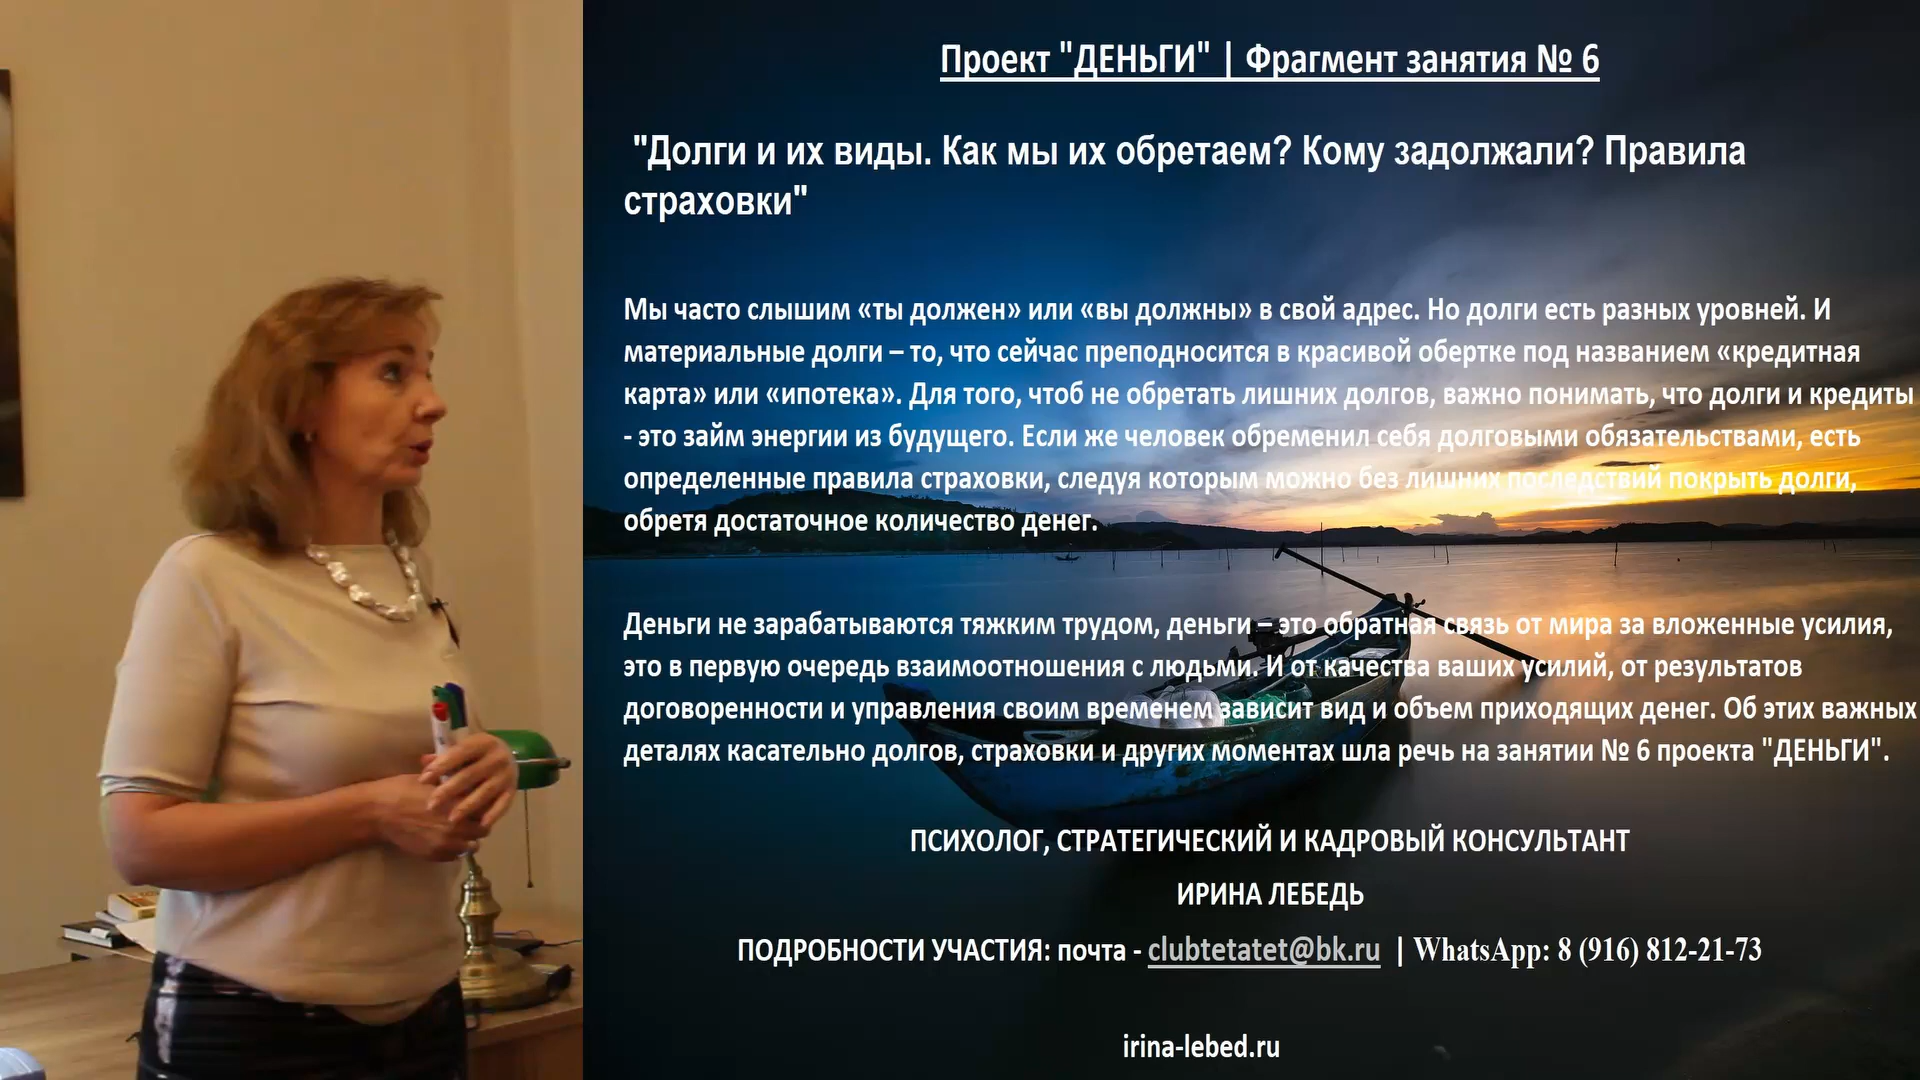 Проект "ДЕНЬГИ" | Фрагмент занятия № 6
"Долги и их виды. Как мы их обретаем? Кому задолжали? Правила
страховки"
Мы часто слышим «ты должен» или «вы должны» в свой адрес. Но долги есть разных уровней. И
материальные долги – то, что сейчас преподносится в красивой обертке под названием «кредитная
карта» или «ипотека». Для того, чтоб не обретать лишних долгов, важно понимать, что долги и кредиты
- это займ энергии из будущего. Если же человек обременил себя долговыми обязательствами, есть
определенные правила страховки, следуя которым можно без лишних последствий покрыть долги,
обретя достаточное количество денег.
Деньги не зарабатываются тяжким трудом, деньги – это обратная связь от мира за вложенные усилия,
это в первую очередь взаимоотношения с людьми. И от качества ваших усилий, от результатов
договоренности и управления своим временем зависит вид и объем приходящих денег. Об этих важных
деталях касательно долгов, страховки и других моментах шла речь на занятии № 6 проекта "ДЕНЬГИ".
ПСИХОЛОГ, СТРАТЕГИЧЕСКИЙ И КАДРОВЫЙ КОНСУЛЬТАНТ
ИРИНА ЛЕБЕДЬ
ПОДРОБНОСТИ УЧАСТИЯ: почта - clubtetatet@bk.ru | WhatsApp: 8 (916) 812-21-73
irina-lebed.ru